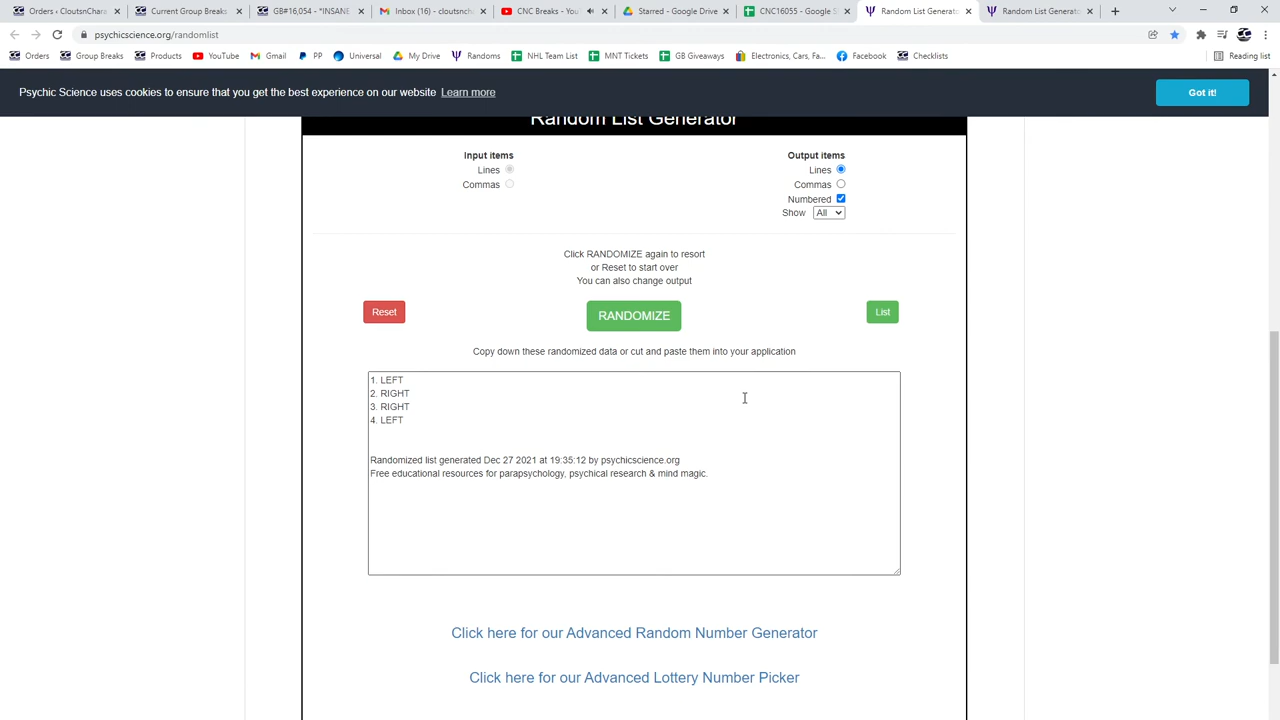 Orders ‹ CloutsnChara
Current Group Breaks
GB#16,054 - *INSANE
Inbox (16) - cloutsnch
CNC Breaks - You
Starred - Google Drive
CNC16055 - Google S
Random List Generato
Random List Generato
psychicscience.org/randomlist
Orders
Group Breaks
Products
YouTube
Gmail
PP
Universal
My Drive
Randoms
NHL Team List
MNT Tickets
GB Giveaways
Electronics, Cars, Fa...
Facebook
Checklists
Reading list
Psychic Science uses cookies to ensure that you get the best experience on our website Learn more
Got it!
Random List Generator
Input items
Output items
Lines
Lines
Commas
Commas
Numbered
Show All
Click RANDOMIZE again to resort
or Reset to start over
You can also change output
Reset
RANDOMIZE
List
Copy down these randomized data or cut and paste them into your application
1. LEFT
2. RIGHT
3. RIGHT
4. LEFT
Randomized list generated Dec 27 2021 at 19:35:12 by psychicscience.org
Free educational resources for parapsychology, psychical research & mind magic.
Click here for our Advanced Random Number Generator
Click here for our Advanced Lottery Number Picker